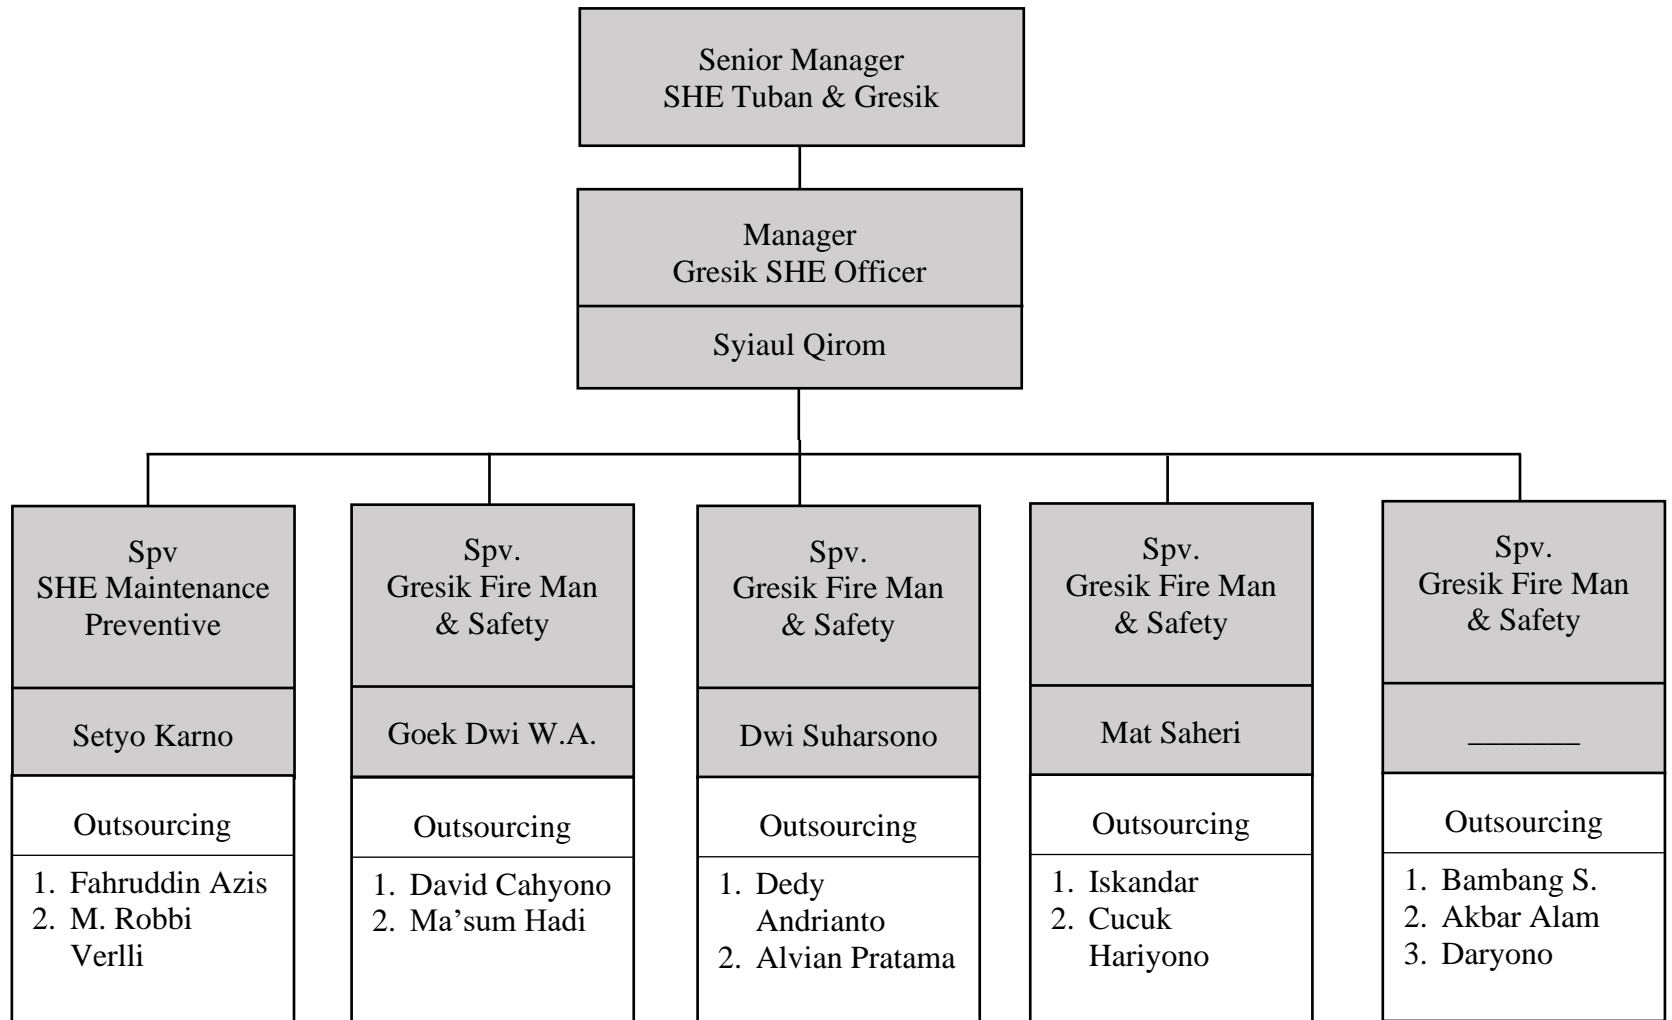 Senior Manager
SHE Tuban & Gresik
Manager
Gresik SHE Officer
Syiaul Qirom
Spv
SHE Maintenance
Preventive
Setyo Karno
Outsourcing
1. Fahruddin Azis
2. M. Robbi
Verlli
Spv.
Gresik Fire Man
& Safety
Goek Dwi W.A.
Outsourcing
1. David Cahyono
2. Ma’sum Hadi
Spv.
Gresik Fire Man
& Safety
Dwi Suharsono
Outsourcing
1. Dedy
Andrianto
2. Alvian Pratama
Spv.
Gresik Fire Man
& Safety
Mat Saheri
Outsourcing
1. Iskandar
2. Cucuk
Hariyono
Spv.
Gresik Fire Man
& Safety
_______
Outsourcing
1. Bambang S.
2. Akbar Alam
3. Daryono